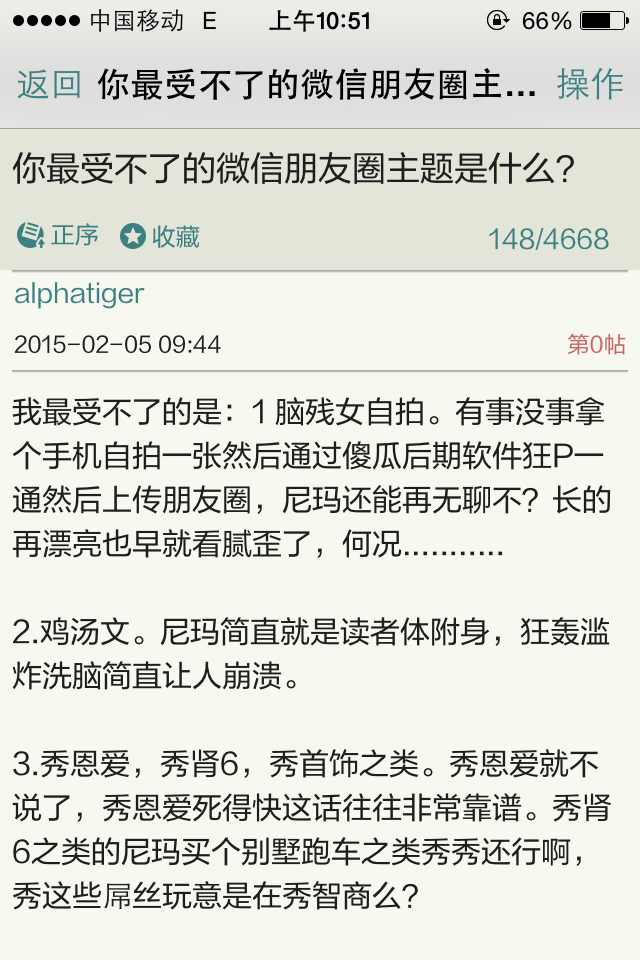 中国移动 E 上午10:51 66%
返回 你最受不了的微信朋友圈主... 操作
你最受不了的微信朋友圈主题是什么?
正序 收藏 148/4668
alphatiger
2015-02-05 09:44 第0帖
我最受不了的是：1 脑残女自拍。有事没事拿
个手机自拍一张然后通过傻瓜后期软件狂P一
通然后上传朋友圈，尼玛还能再无聊不？长的
再漂亮也早就看腻歪了，何况...........
2.鸡汤文。尼玛简直就是读者体附身，狂轰滥
炸洗脑简直让人崩溃。
3.秀恩爱，秀肾6，秀首饰之类。秀恩爱就不
说了，秀恩爱死得快这话往往非常靠谱。秀肾
6之类的尼玛买个别墅跑车之类秀秀还行啊，
秀这些屌丝玩意是在秀智商么？